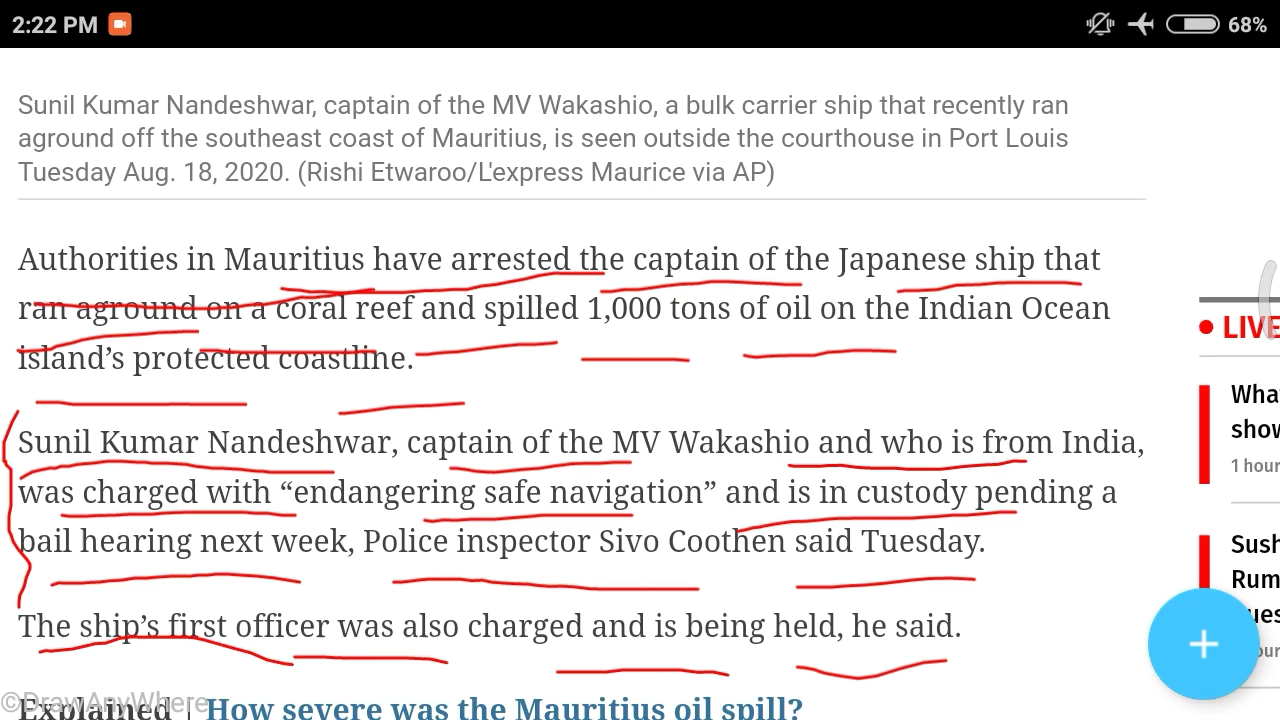 2:22 PM
68%
Sunil Kumar Nandeshwar, captain of the MV Wakashio, a bulk carrier ship that recently ran
aground off the southeast coast of Mauritius, is seen outside the courthouse in Port Louis
Tuesday Aug. 18, 2020. (Rishi Etwaroo/L'express Maurice via AP)
Authorities in Mauritius have arrested the captain of the Japanese ship that
ran aground on a coral reef and spilled 1,000 tons of oil on the Indian Ocean
island’s protected coastline.
Sunil Kumar Nandeshwar, captain of the MV Wakashio and who is from India,
was charged with “endangering safe navigation” and is in custody pending a
bail hearing next week, Police inspector Sivo Coothen said Tuesday.
The ship’s first officer was also charged and is being held, he said.
©DrawAnyWhere
Explained | How severe was the Mauritius oil spill?
LIVE
1 hour